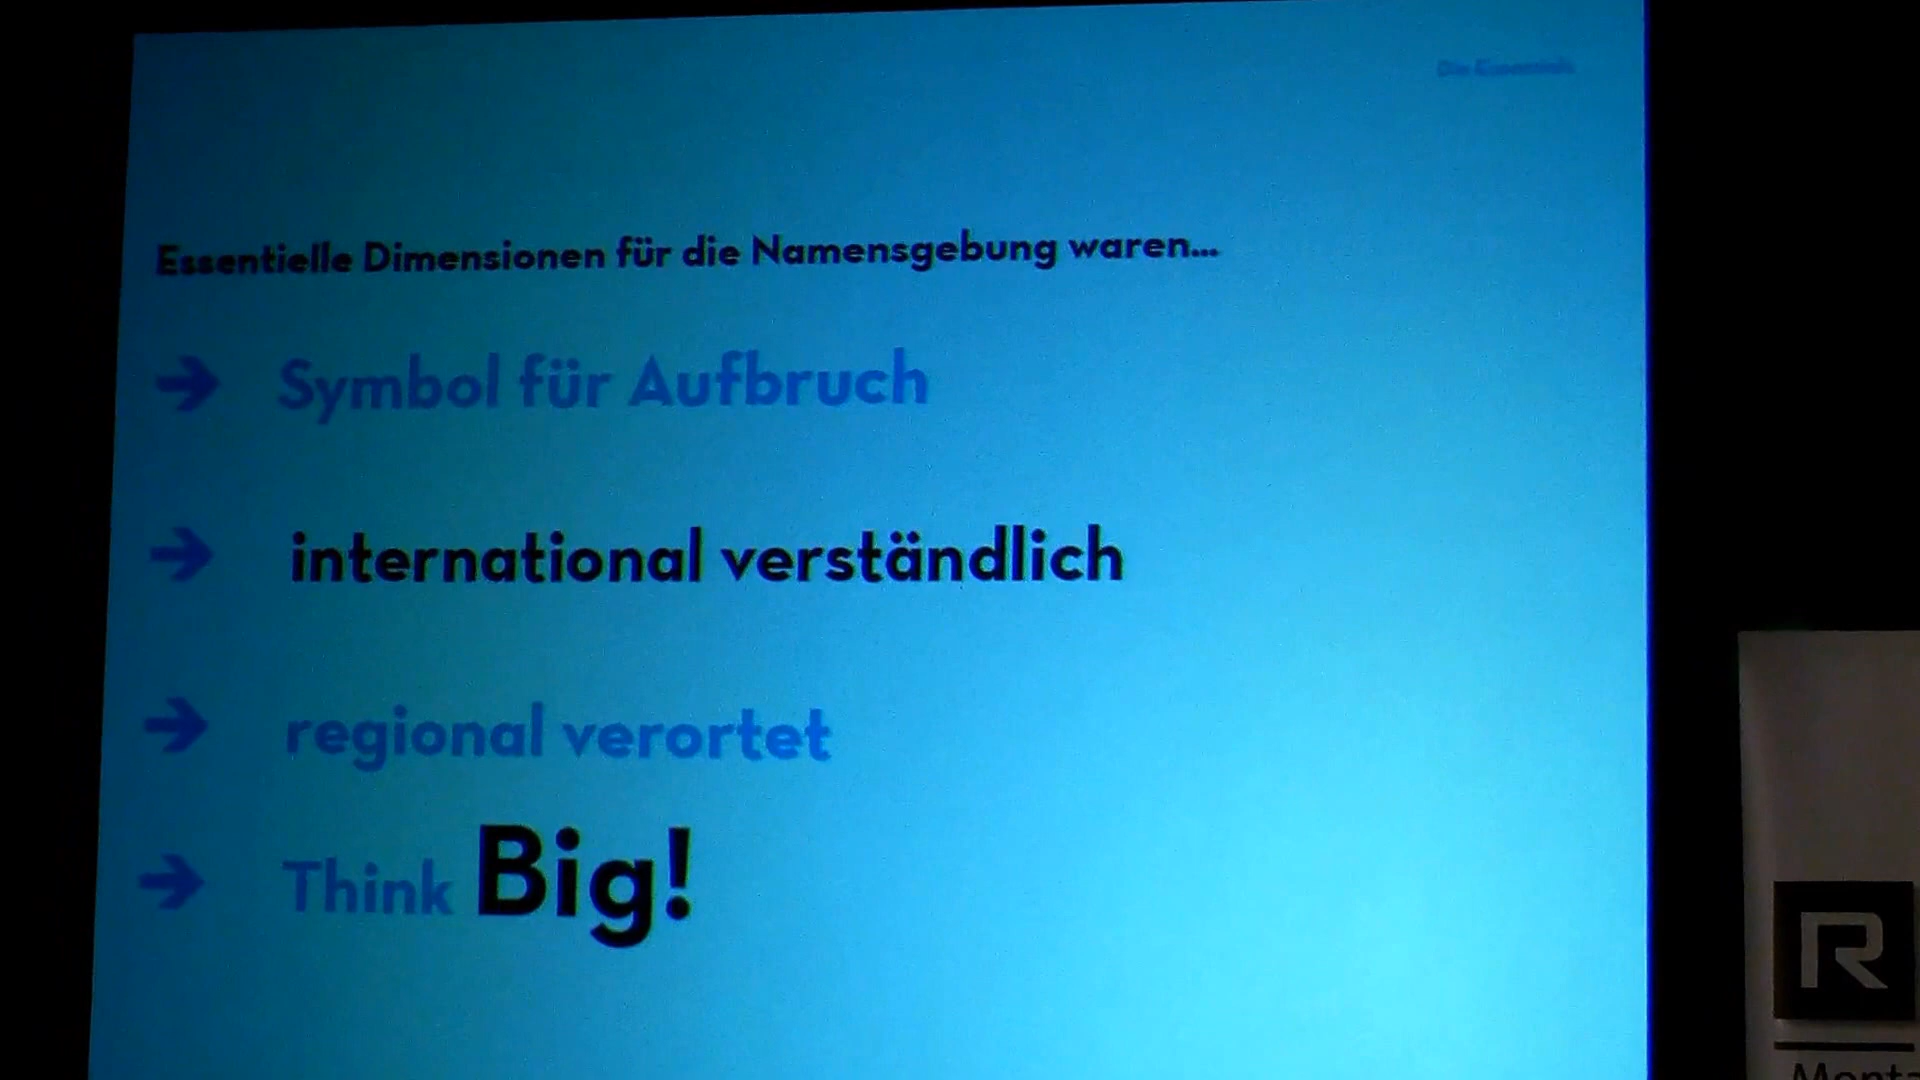 Essentielle Dimensionen für die Namensgebung waren...
→ Symbol für Aufbruch
→ international verständlich
→ regional verortet
→ Think Big!
R